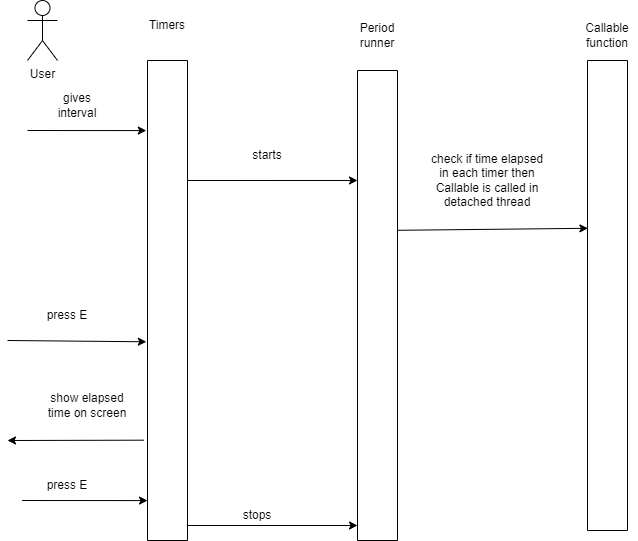 Timers
Period
runner
Callable
function
User
gives
interval
starts
check if time elapsed
in each timer then
Callable is called in
detached thread
press E
show elapsed
time on screen
press E
stops